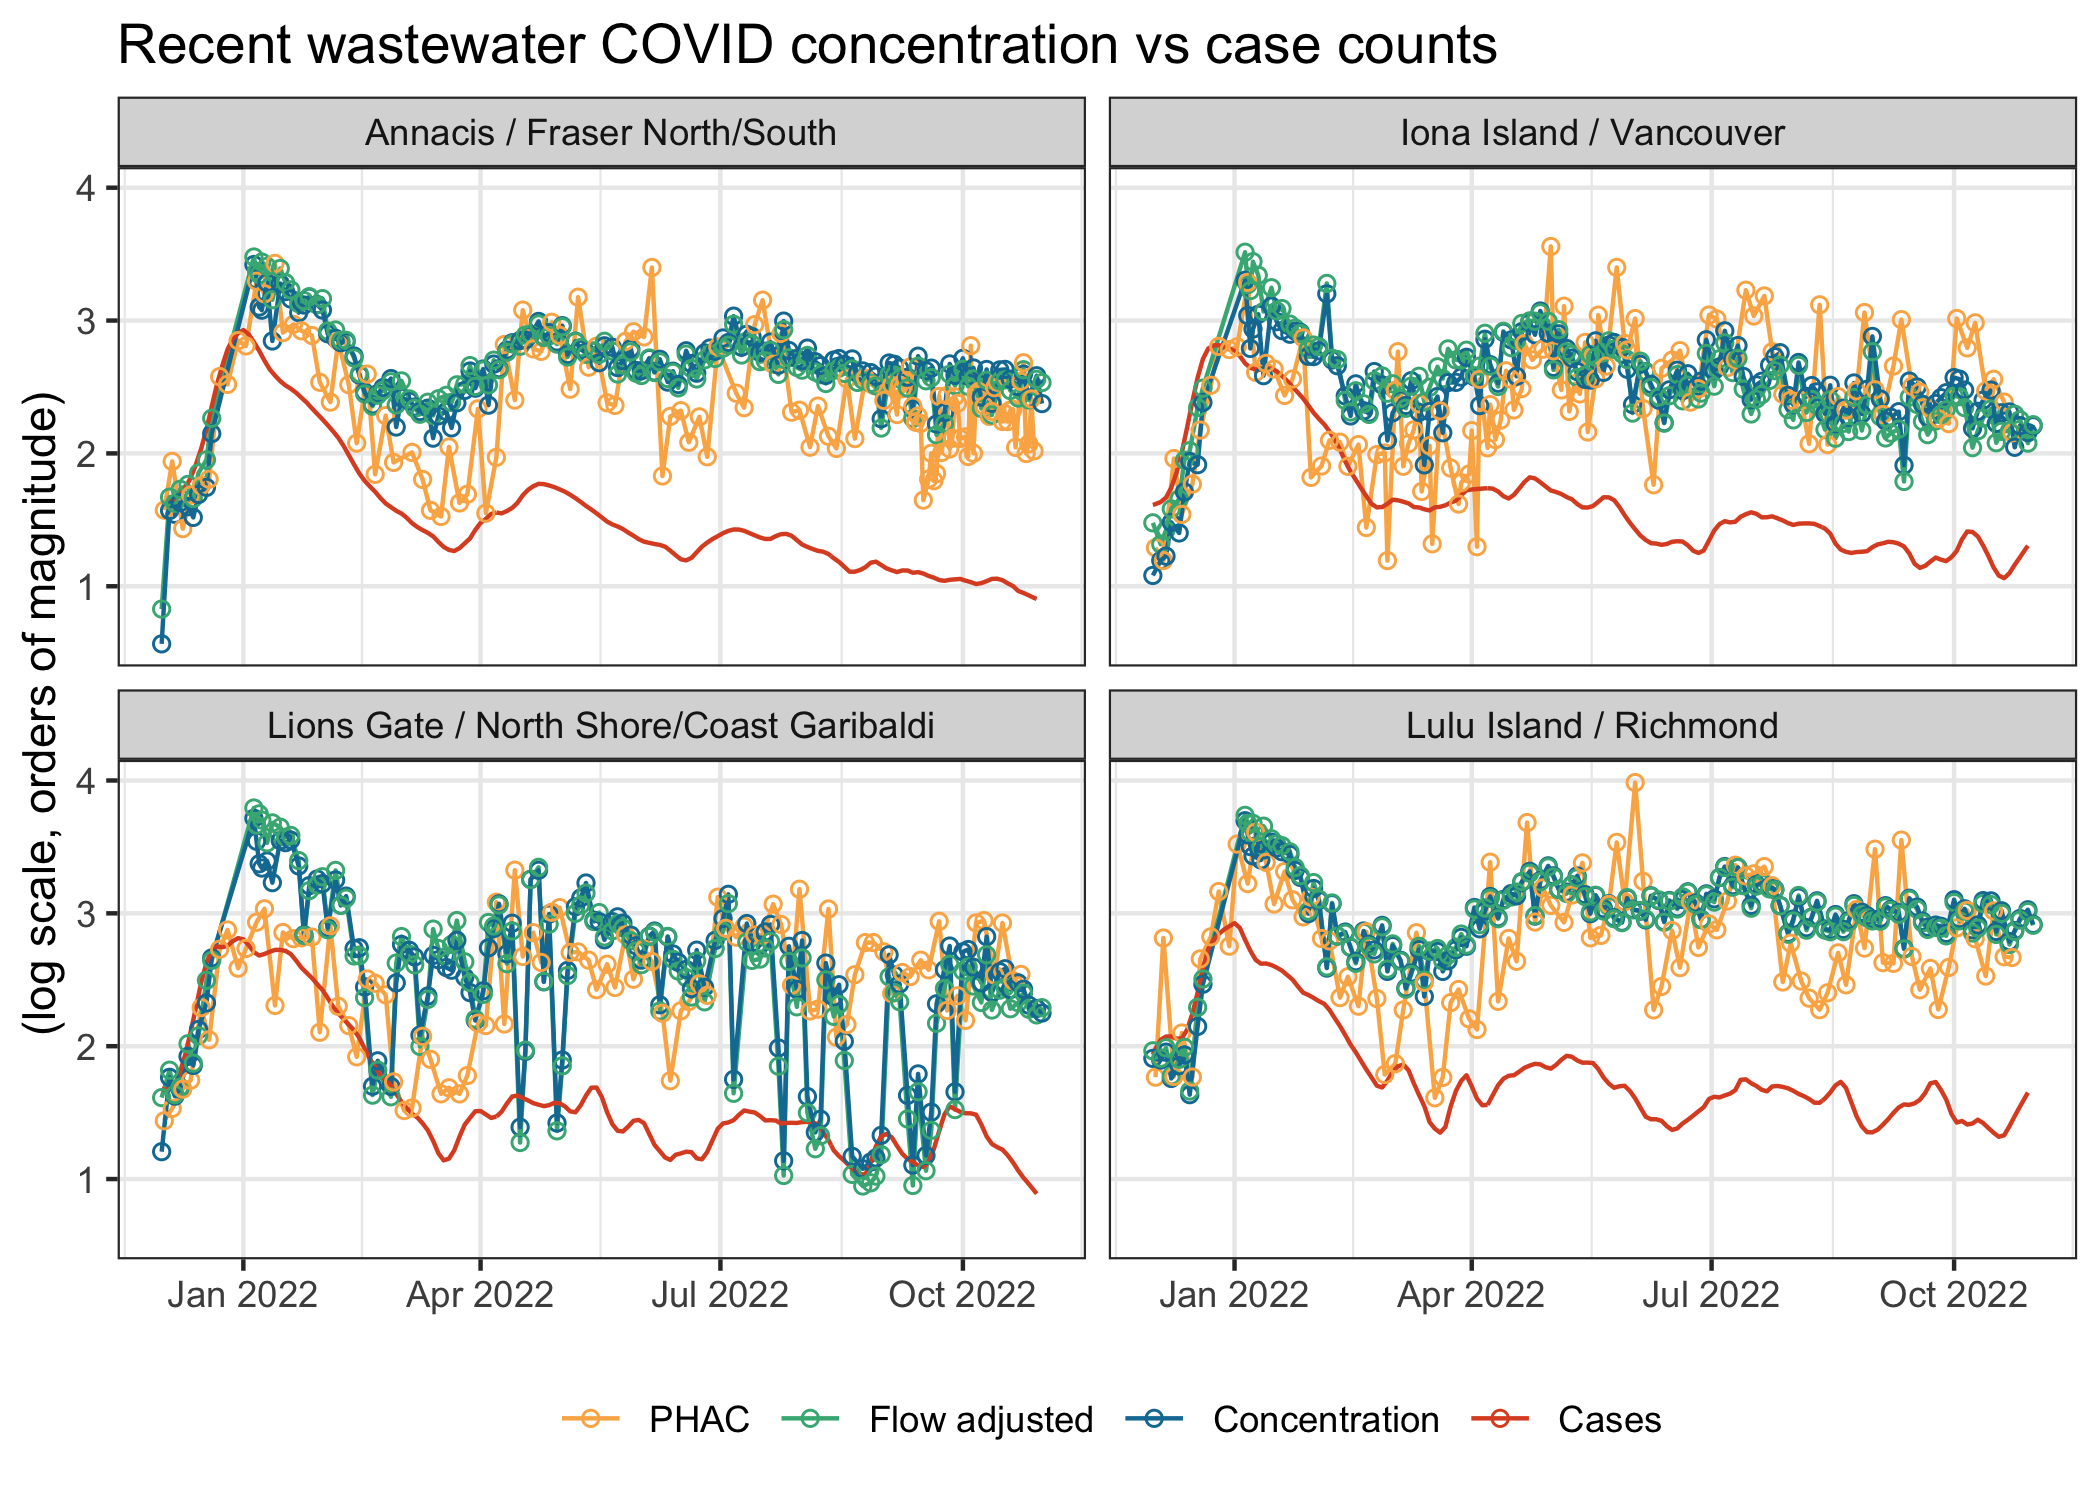 Recent wastewater COVID concentration vs case counts
Annacis / Fraser North/South
Iona Island / Vancouver
4
3
2
1
(log scale, orders of magnitude)
Lions Gate / North Shore/Coast Garibaldi
Lulu Island / Richmond
4
3
2
1
Jan 2022 Apr 2022 Jul 2022 Oct 2022
Jan 2022 Apr 2022 Jul 2022 Oct 2022
PHAC Flow adjusted Concentration Cases